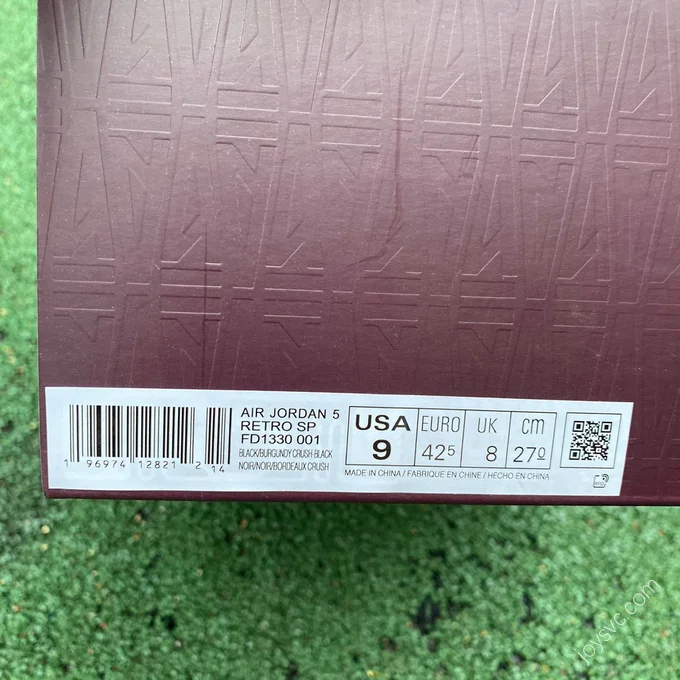 AIR JORDAN 5
RETRO SP
FD1330 001
BLACK/BURGUNDY CRUSH-BLACK
NOIR/NOIR/BORDEAUX CRUSH
1 96974 12821 2 14
USA EURO UK cm
9 42 5 8 27 0
MADE IN CHINA / FABRIQUE EN CHINE / HECHO EN CHINA
joysvc.com